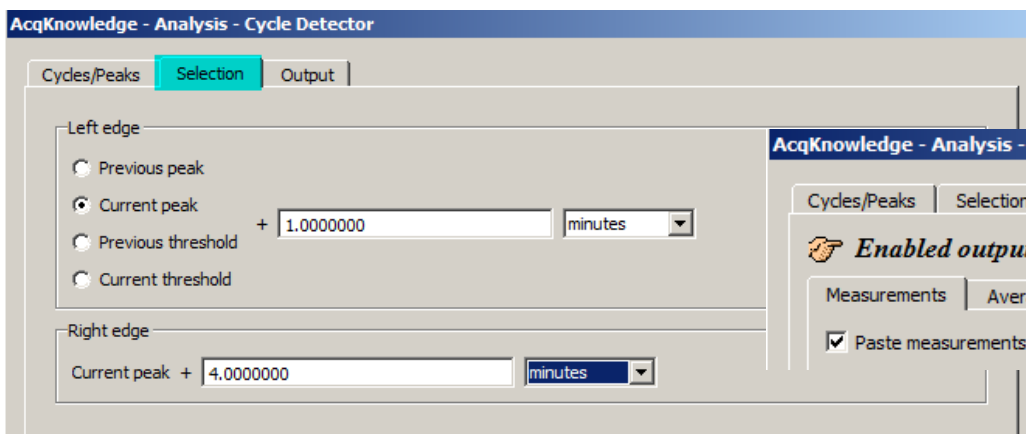 AcqKnowledge - Analysis - Cycle Detector
Cycles/Peaks Selection Output
Left edge
Previous peak
Current peak
+ 1.0000000 minutes
Previous threshold
Current threshold
Right edge
Current peak + 4.0000000 minutes
AcqKnowledge - Analysis -
Cycles/Peaks Selection
Enabled outpu
Measurements Aver
Paste measurements